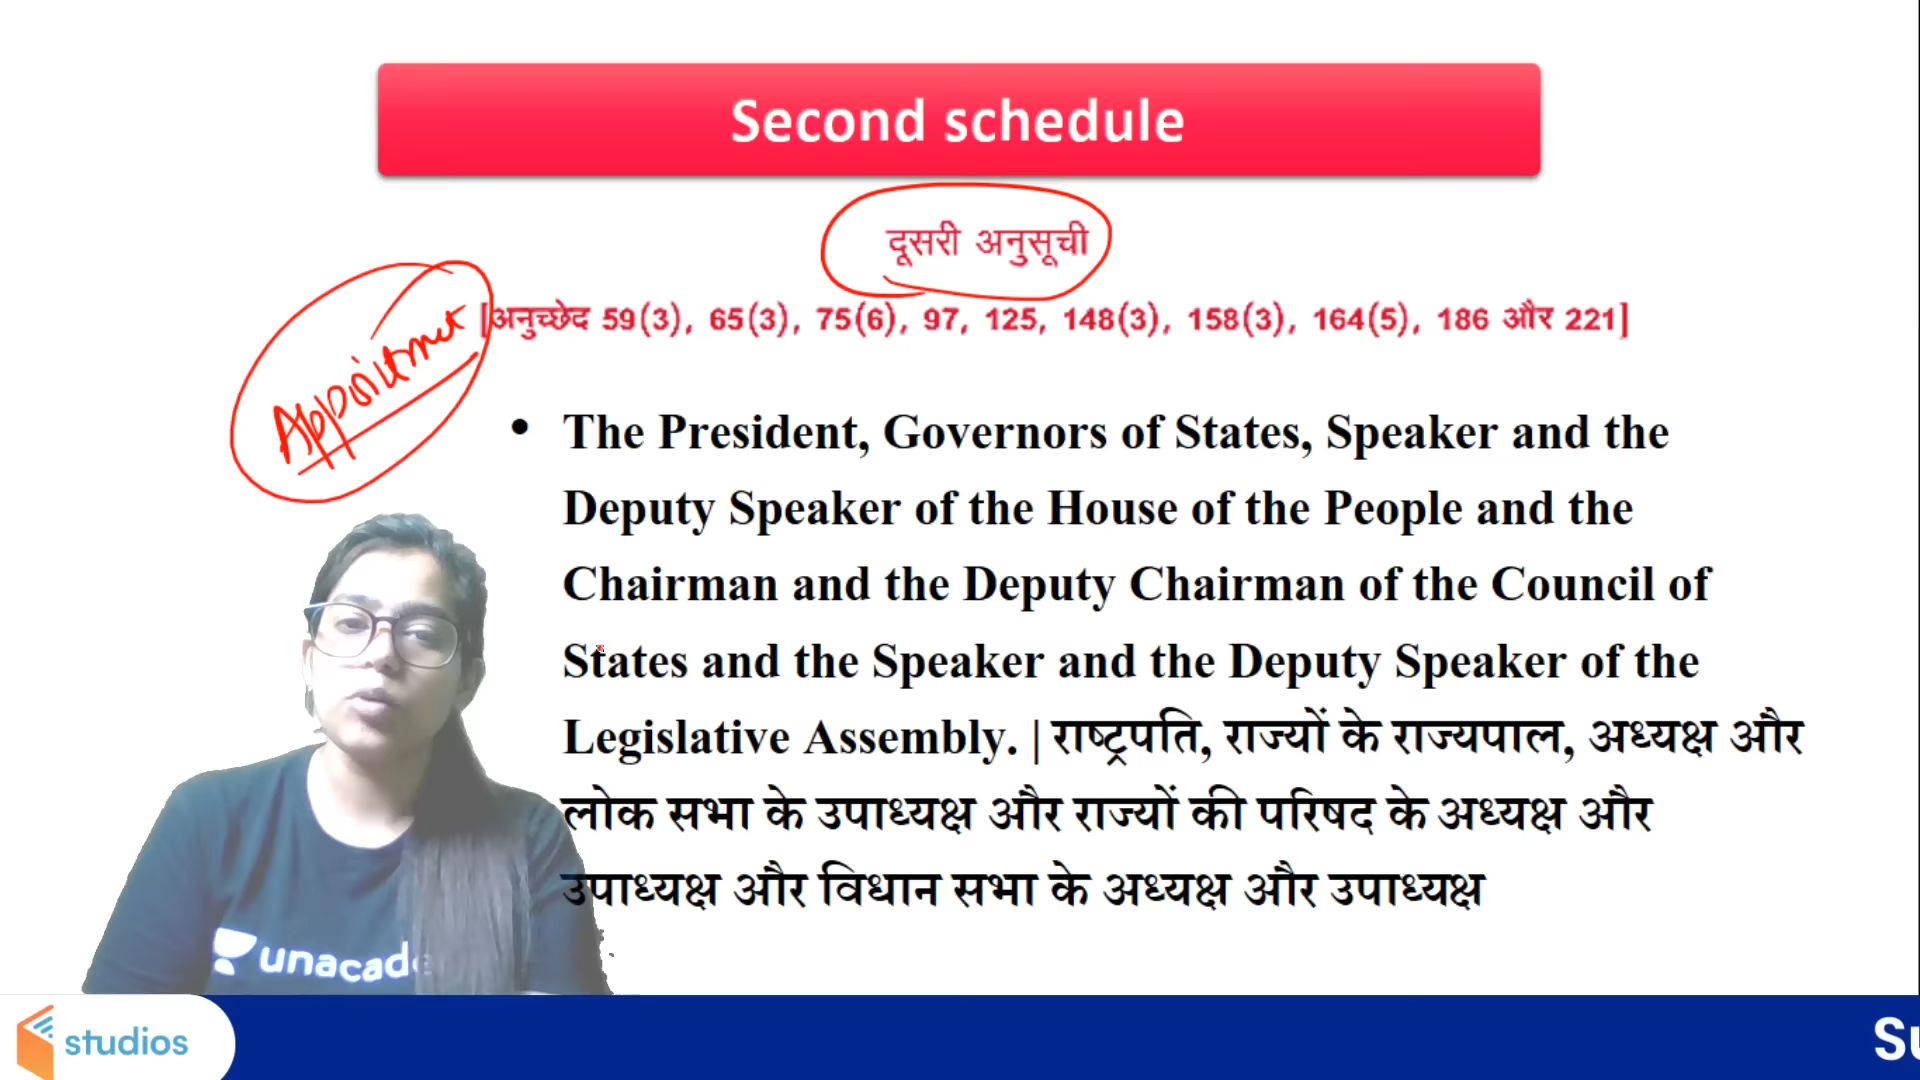 Second schedule
दूसरी अनुसूची
[अनुच्छेद 59(3), 65(3), 75(6), 97, 125, 148(3), 158(3), 164(5), 186 और 221]
Appointment
• The President, Governors of States, Speaker and the
Deputy Speaker of the House of the People and the
Chairman and the Deputy Chairman of the Council of
States and the Speaker and the Deputy Speaker of the
Legislative Assembly. | राष्ट्रपति, राज्यों के राज्यपाल, अध्यक्ष और
लोक सभा के उपाध्यक्ष और राज्यों की परिषद के अध्यक्ष और
उपाध्यक्ष और विधान सभा के अध्यक्ष और उपाध्यक्ष
unacade
studios
Su